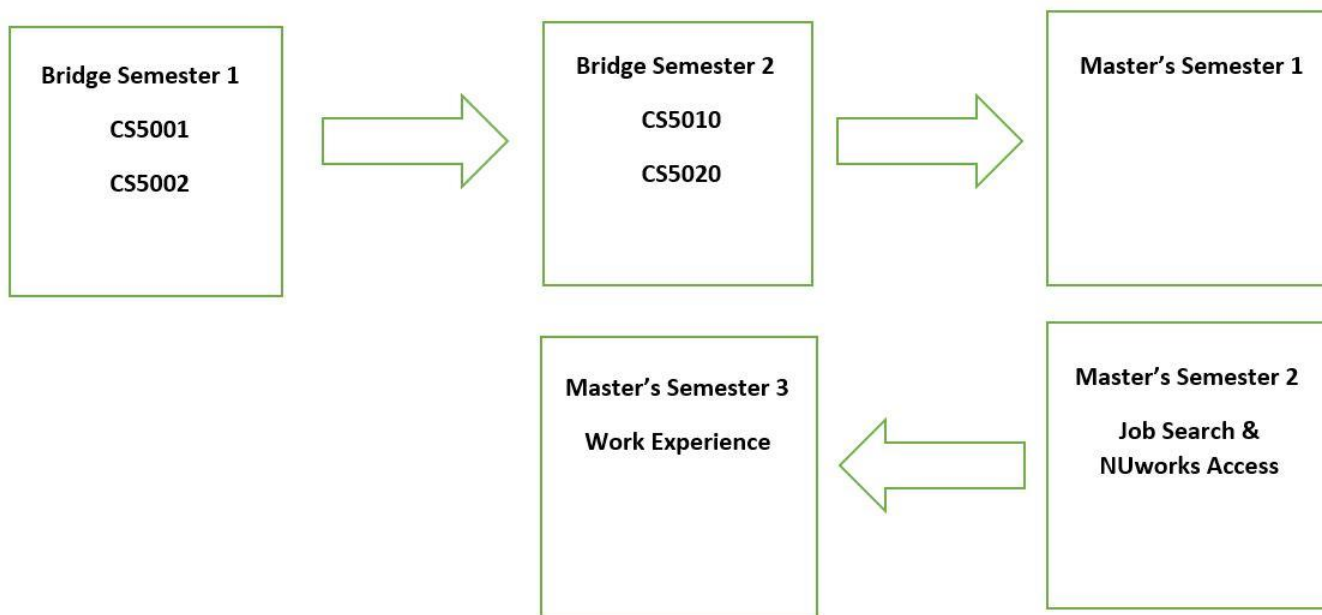 Bridge Semester 1
CS5001
CS5002
Bridge Semester 2
CS5010
CS5020
Master’s Semester 1
Master’s Semester 2
Job Search &
NUworks Access
Master’s Semester 3
Work Experience